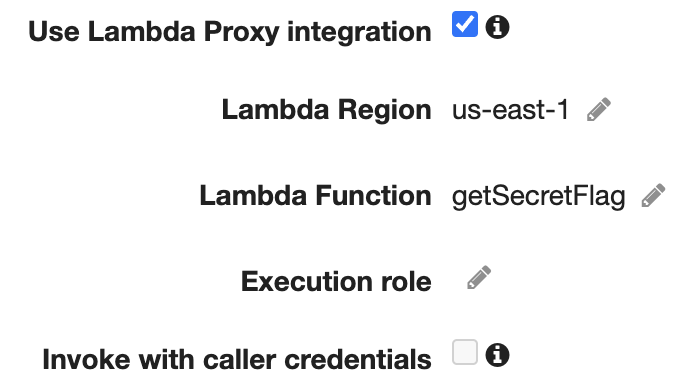 Use Lambda Proxy integration
Lambda Region us-east-1
Lambda Function getSecretFlag
Execution role
Invoke with caller credentials